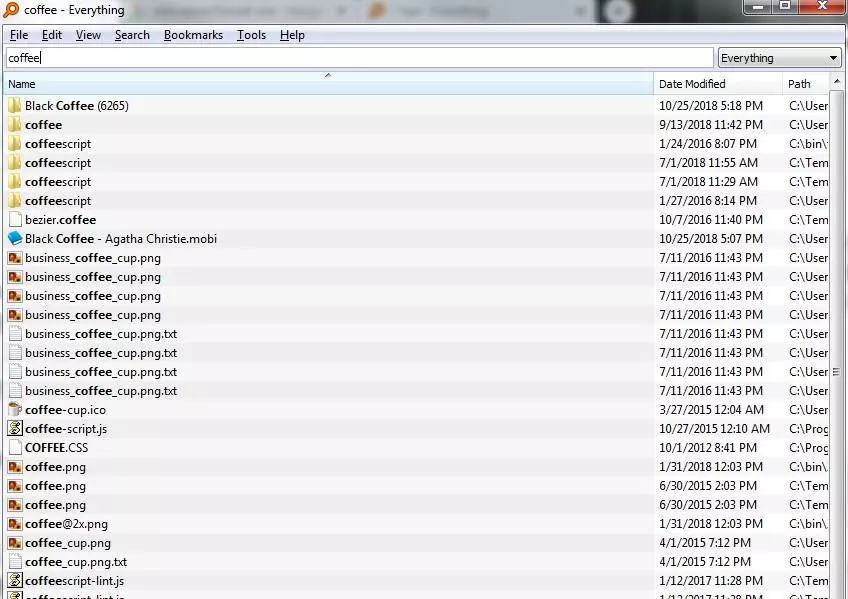 coffee - Everything
File Edit View Search Bookmarks Tools Help
coffee Everything
Name Date Modified Path
Black Coffee (6265) 10/25/2018 5:18 PM C:\User
coffee 9/13/2018 11:42 PM C:\User
coffeescript 1/24/2016 8:07 PM C:\bin\
coffeescript 7/1/2018 11:55 AM C:\Tem
coffeescript 7/1/2018 11:29 AM C:\Tem
coffeescript 1/27/2016 8:14 PM C:\User
bezier.coffee 10/7/2016 11:40 PM C:\Tem
Black Coffee - Agatha Christie.mobi 10/25/2018 5:07 PM C:\User
business_coffee_cup.png 7/11/2016 11:43 PM C:\User
business_coffee_cup.png 7/11/2016 11:43 PM C:\User
business_coffee_cup.png 7/11/2016 11:43 PM C:\User
business_coffee_cup.png 7/11/2016 11:43 PM C:\User
business_coffee_cup.png.txt 7/11/2016 11:43 PM C:\User
business_coffee_cup.png.txt 7/11/2016 11:43 PM C:\User
business_coffee_cup.png.txt 7/11/2016 11:43 PM C:\User
business_coffee_cup.png.txt 7/11/2016 11:43 PM C:\User
coffee-cup.ico 3/27/2015 12:04 AM C:\User
coffee-script.js 10/27/2015 12:10 AM C:\Prog
COFFEE.CSS 10/1/2012 8:41 PM C:\Prog
coffee.png 1/31/2018 12:03 PM C:\bin\
coffee.png 6/30/2015 2:03 PM C:\Tem
coffee.png 6/30/2015 2:03 PM C:\Tem
coffee@2x.png 1/31/2018 12:03 PM C:\bin\
coffee_cup.png 4/1/2015 7:12 PM C:\User
coffee_cup.png.txt 4/1/2015 7:12 PM C:\User
coffeescript-lint.js 1/12/2017 11:28 PM C:\Tem
coffeescript-lint.js 1/12/2017 11:28 PM C:\Tem